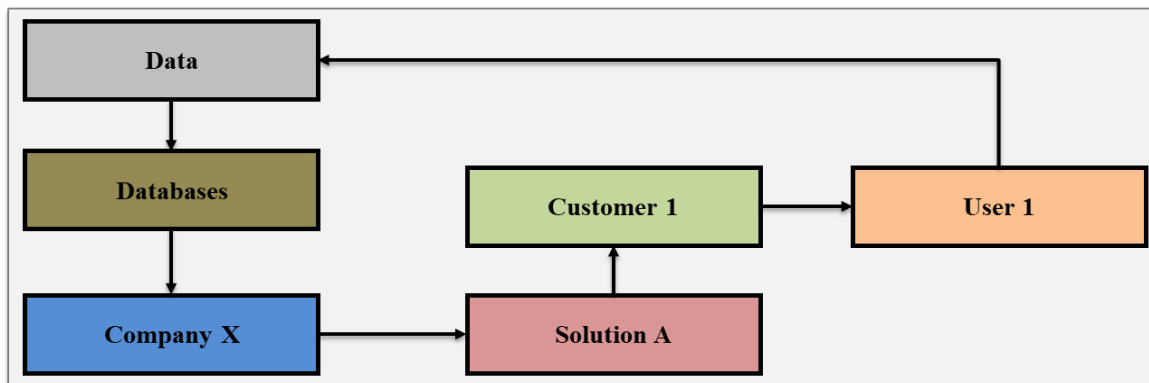 Data
Databases
Customer 1
User 1
Company X
Solution A